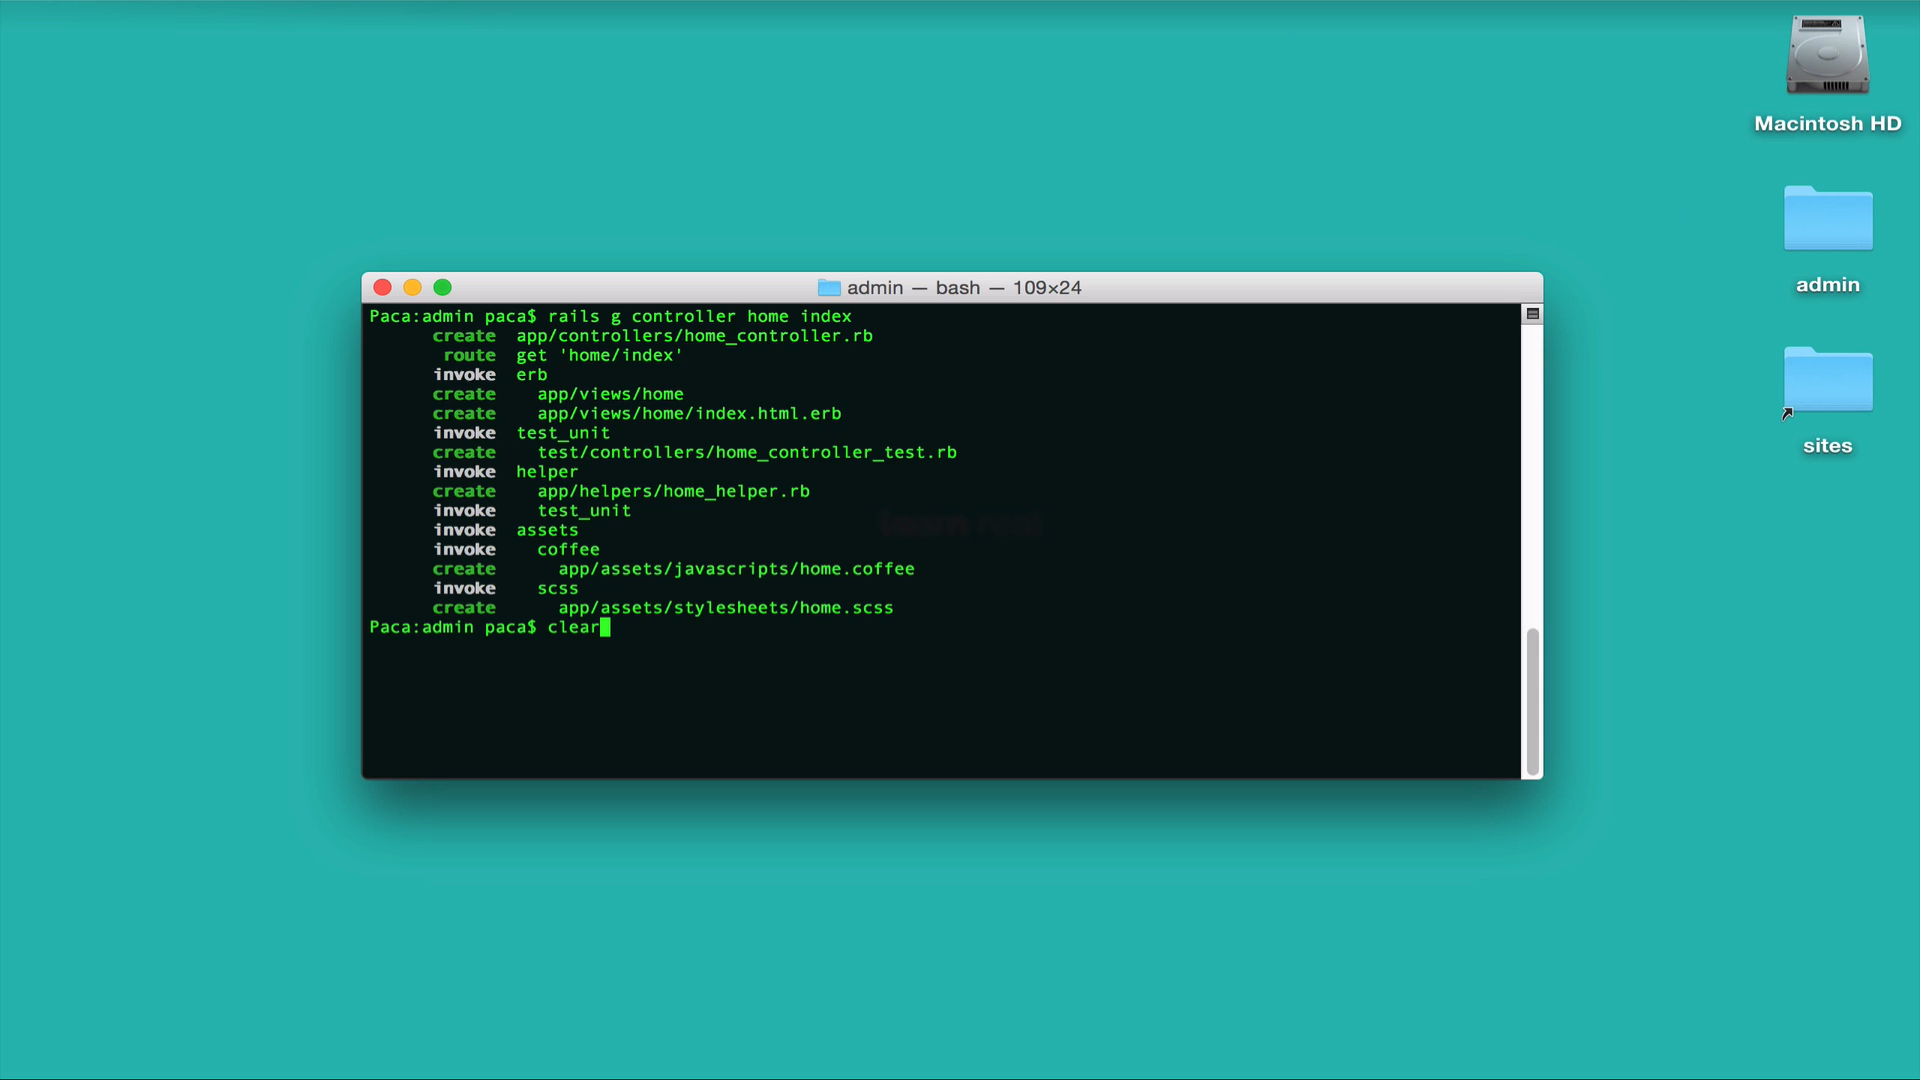 Macintosh HD
admin
sites
admin — bash — 109×24
Paca:admin paca$ rails g controller home index
create app/controllers/home_controller.rb
route get 'home/index'
invoke erb
create app/views/home
create app/views/home/index.html.erb
invoke test_unit
create test/controllers/home_controller_test.rb
invoke helper
create app/helpers/home_helper.rb
invoke test_unit
invoke assets
invoke coffee
create app/assets/javascripts/home.coffee
invoke scss
create app/assets/stylesheets/home.scss
Paca:admin paca$ clear